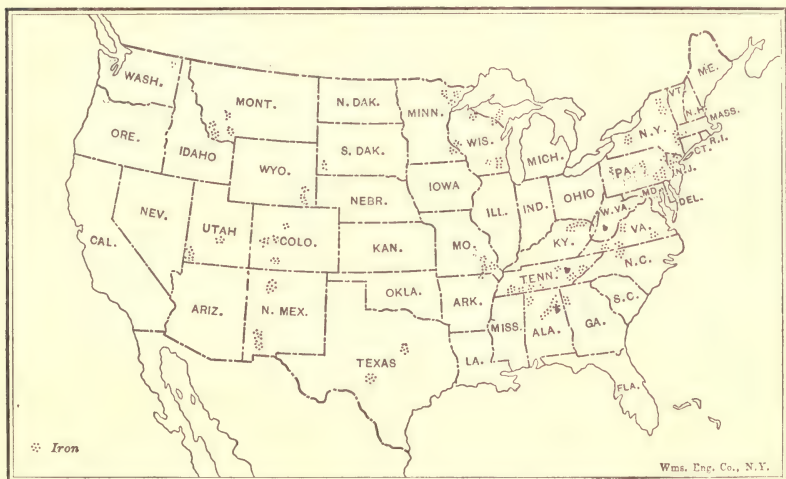 WASH.
MONT.
N. DAK.
MINN.
ME.
VT.
N.H.
MASS.
ORE.
IDAHO
S. DAK.
WIS.
MICH.
N.Y.
R.I.
CT.
WYO.
IOWA
PA.
N.J.
NEBR.
ILL.
IND.
OHIO
MD.
DEL.
NEV.
UTAH
COLO.
W. VA.
VA.
CAL.
KAN.
MO.
KY.
N.C.
TENN.
ARIZ.
N. MEX.
OKLA.
ARK.
S.C.
MISS.
ALA.
GA.
TEXAS
LA.
FLA.
Iron
Wms. Eng. Co., N.Y.